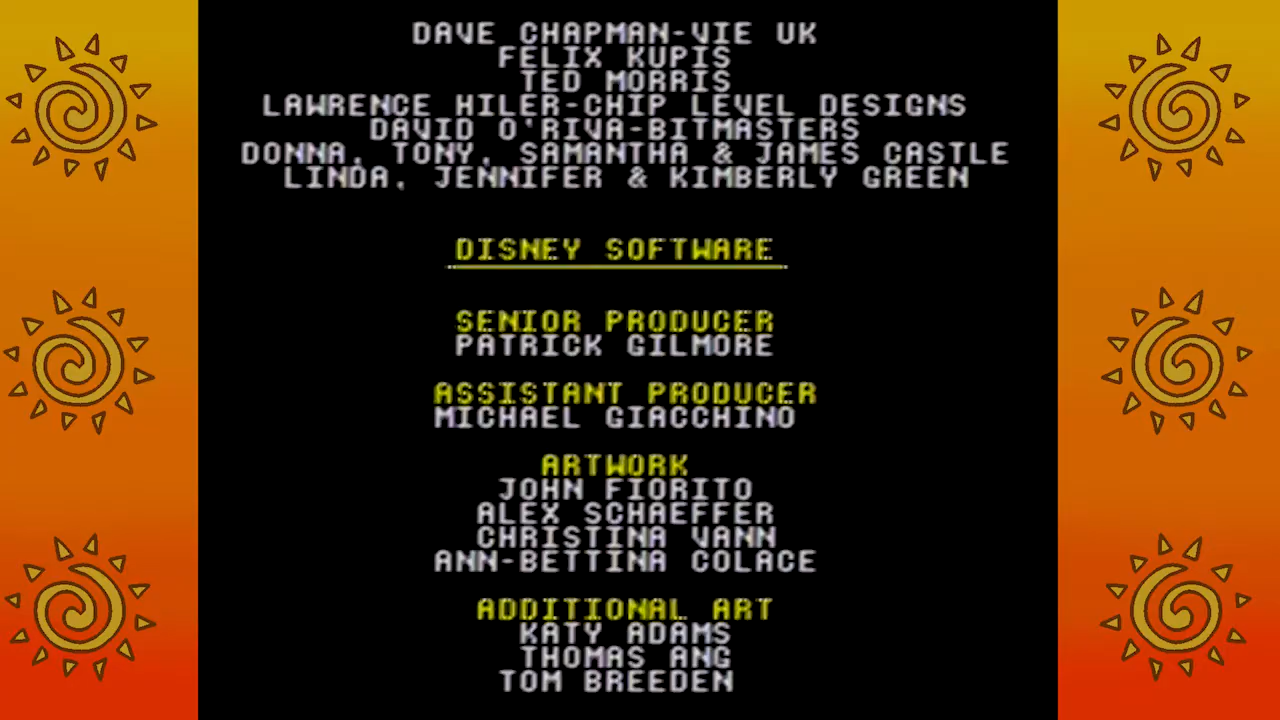 DAVE CHAPMAN-VIE UK
FELIX KUPIS
TED MORRIS
LAWRENCE HILER-CHIP LEVEL DESIGNS
DAVID O'RIVA-BITMASTERS
DONNA, TONY, SAMANTHA & JAMES CASTLE
LINDA, JENNIFER & KIMBERLY GREEN
DISNEY SOFTWARE
SENIOR PRODUCER
PATRICK GILMORE
ASSISTANT PRODUCER
MICHAEL GIACCHINO
ARTWORK
JOHN FIORITO
ALEX SCHAEFFER
CHRISTINA VANN
ANN-BETTINA COLACE
ADDITIONAL ART
KATY ADAMS
THOMAS ANG
TOM BREEDEN